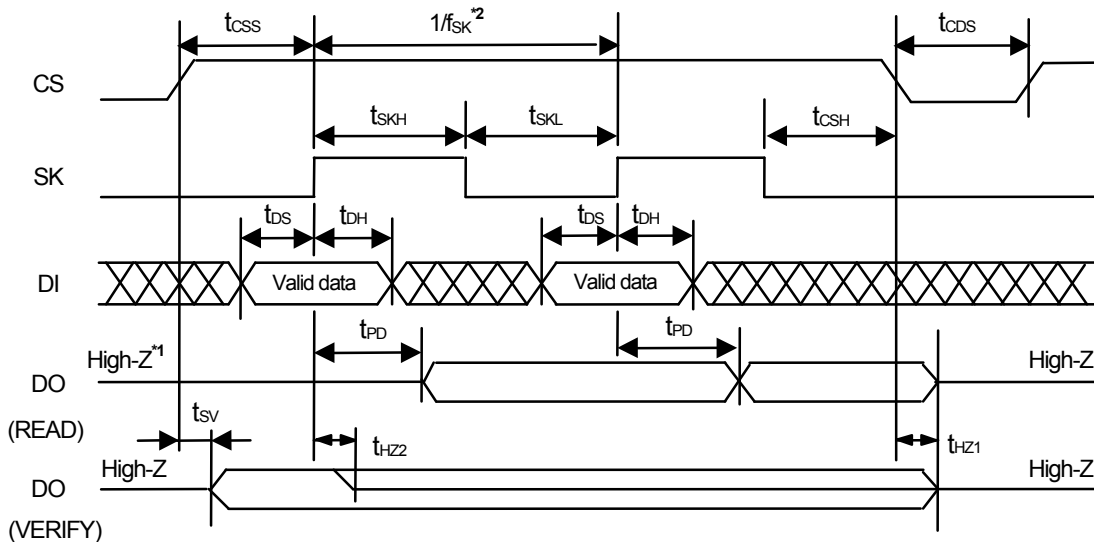 tCSS
1/fSK*2
tCDS
CS
tSKH
tSKL
tCSH
SK
tDS
tDH
tDS
tDH
DI
Valid data
Valid data
tPD
tPD
High-Z*1
High-Z
DO
(READ)
tSV
tHZ2
tHZ1
High-Z
High-Z
DO
(VERIFY)